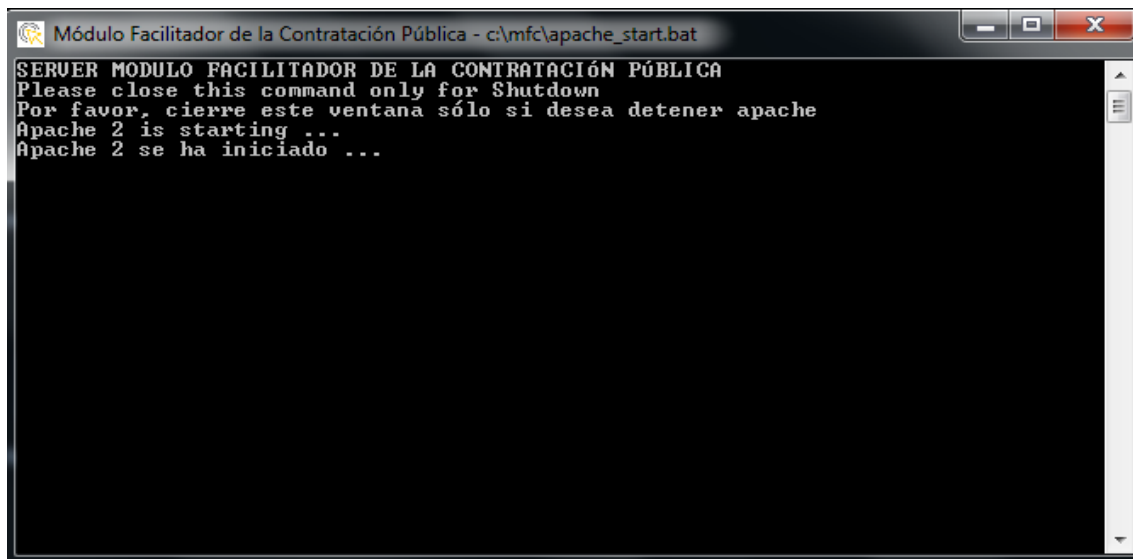 Módulo Facilitador de la Contratación Pública - c:\mfc\apache_start.bat
SERVER MODULO FACILITADOR DE LA CONTRATACIóN PúBLICA
Please close this command only for Shutdown
Por favor, cierre este ventana sólo si desea detener apache
Apache 2 is starting ...
Apache 2 se ha iniciado ...